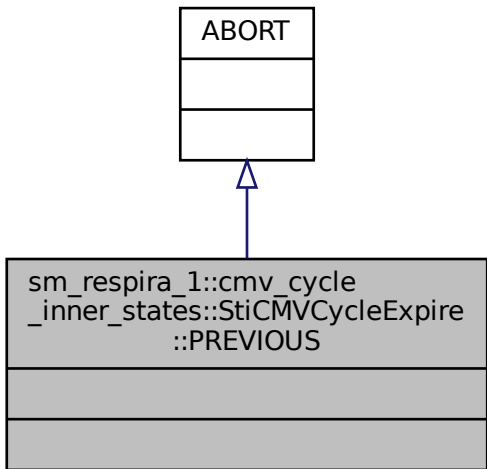 ABORT
sm_respira_1::cmv_cycle
_inner_states::StiCMVCycleExpire
::PREVIOUS